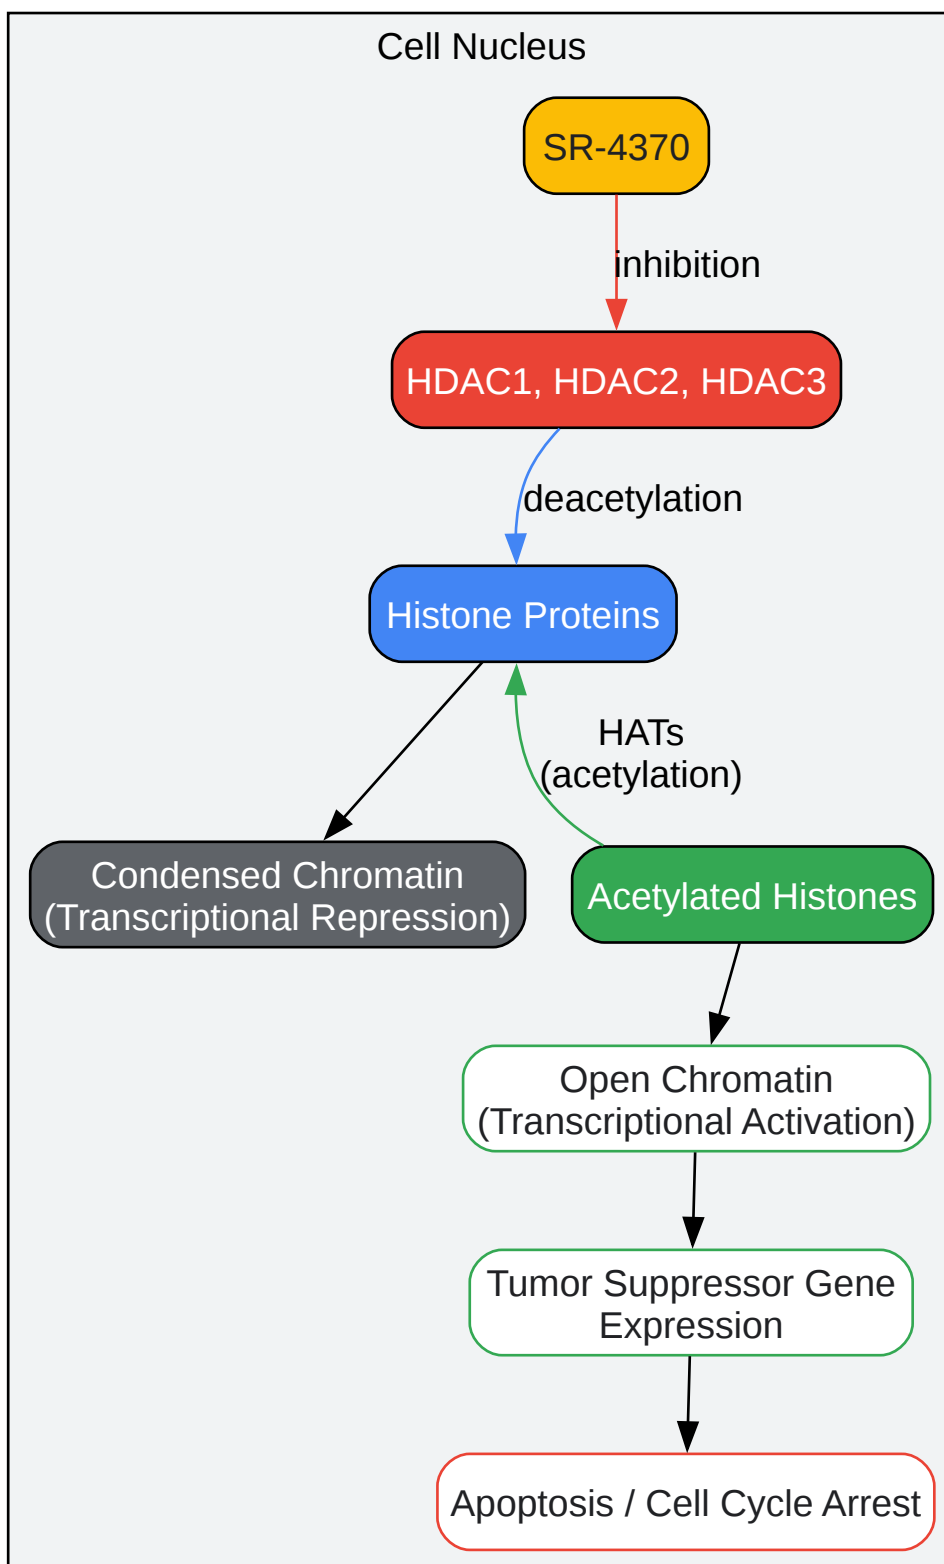 Cell Nucleus
SR-4370
inhibition
HDAC1, HDAC2, HDAC3
deacetylation
Histone Proteins
HATs
(acetylation)
Condensed Chromatin
(Transcriptional Repression)
Acetylated Histones
Open Chromatin
(Transcriptional Activation)
Tumor Suppressor Gene
Expression
Apoptosis / Cell Cycle Arrest